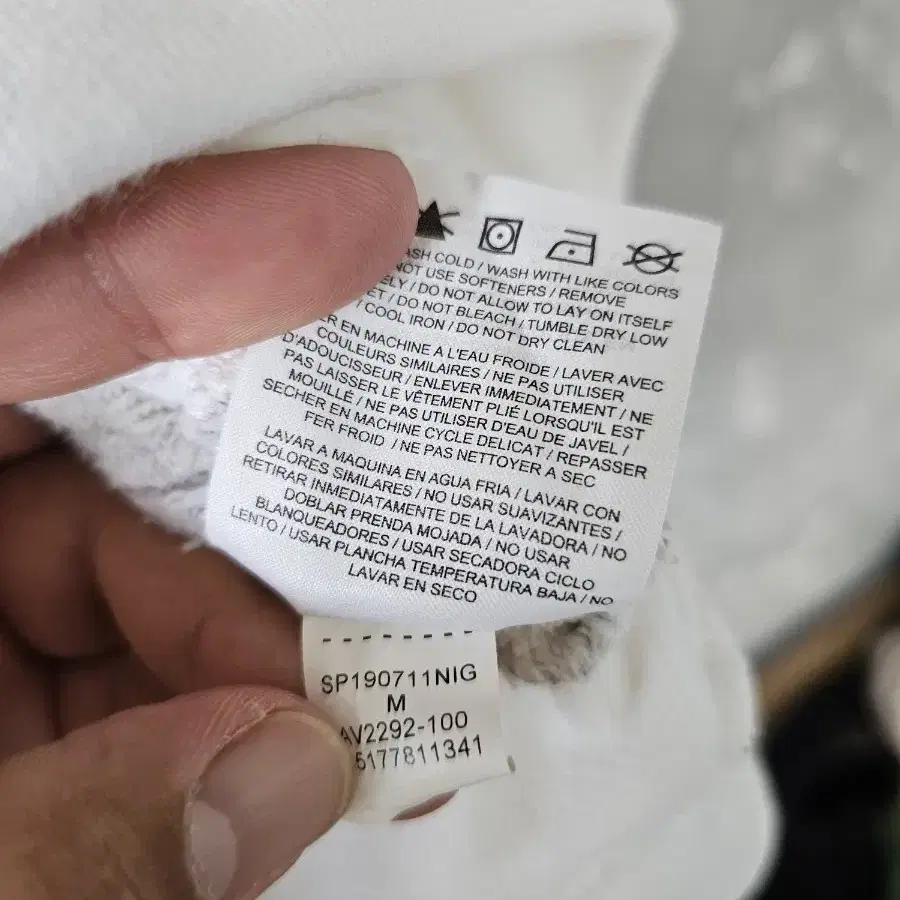 COLD / WASH WITH LIKE COLORS
NOT USE SOFTENERS / REMOVE
/ DO NOT ALLOW TO LAY ON ITSELF
/ DO NOT BLEACH / TUMBLE DRY LOW
/ COOL IRON / DO NOT DRY CLEAN
EN MACHINE A L'EAU FROIDE / LAVER AVEC
COULEURS SIMILAIRES / NE PAS UTILISER
D'ADOUCISSEUR / ENLEVER IMMEDIATEMENT / NE
PAS LAISSER LE VÊTEMENT PLIÉ LORSQU'IL EST
MOUILLÉ / NE PAS UTILISER D'EAU DE JAVEL /
SECHER EN MACHINE CYCLE DELICAT / REPASSER
FER FROID / NE PAS NETTOYER A SEC
LAVAR A MAQUINA EN AGUA FRIA / LAVAR CON
COLORES SIMILARES / NO USAR SUAVIZANTES /
RETIRAR INMEDIATAMENTE DE LA LAVADORA / NO
DOBLAR PRENDA MOJADA / NO USAR
BLANQUEADORES / USAR SECADORA CICLO
LENTO / USAR PLANCHA TEMPERATURA BAJA / NO
LAVAR EN SECO
SP190711NIG
M
AV2292-100
5177811341